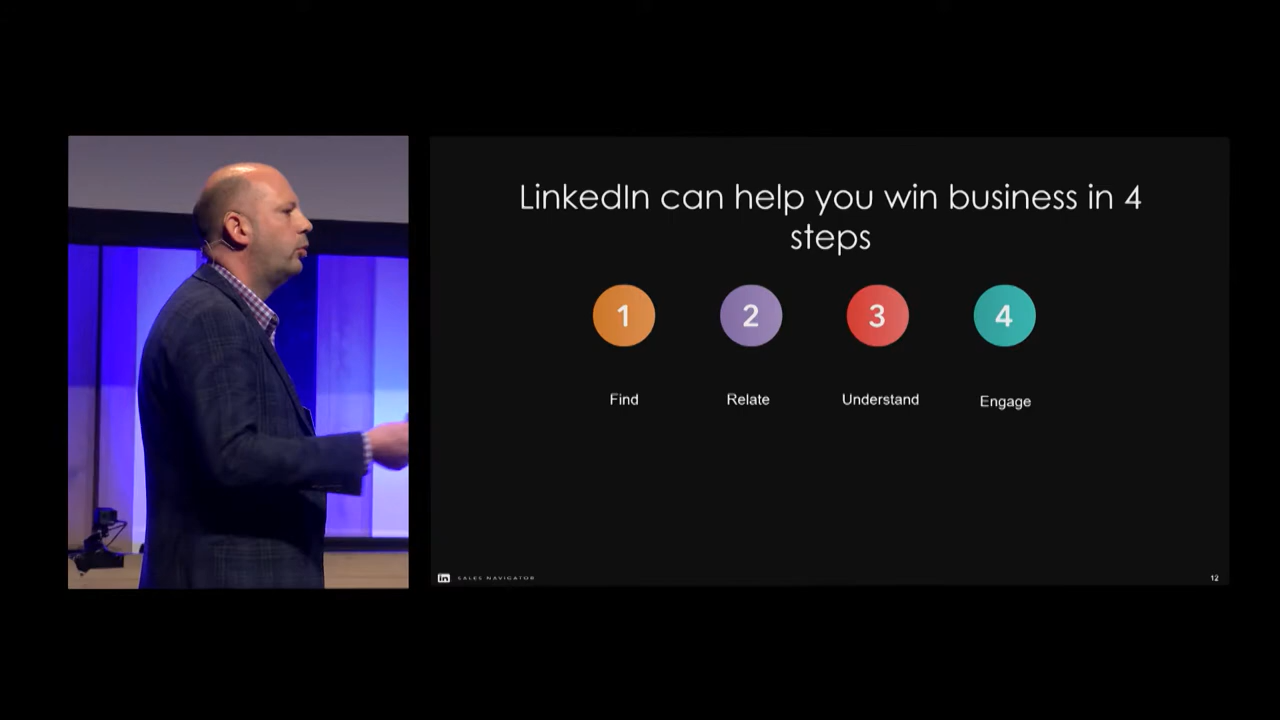 LinkedIn can help you win business in 4
steps
1 2 3 4
Find Relate Understand Engage
in SALES NAVIGATOR
12